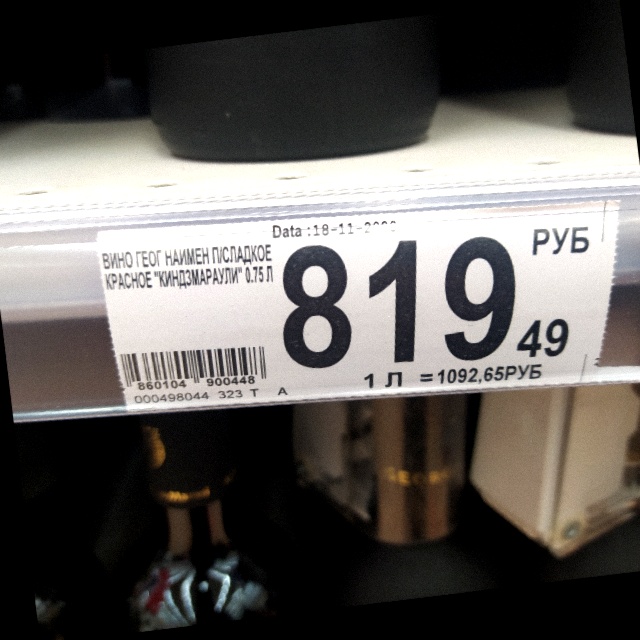 Data :18-11-
ВИНО ГЕОГ НАИМЕН П/СЛАДКОЕ
КРАСНОЕ "КИНДЗМАРАУЛИ" 0.75 Л
819 49 РУБ
1 Л =1092,65РУБ
860104 900448
000498044 323 Т А